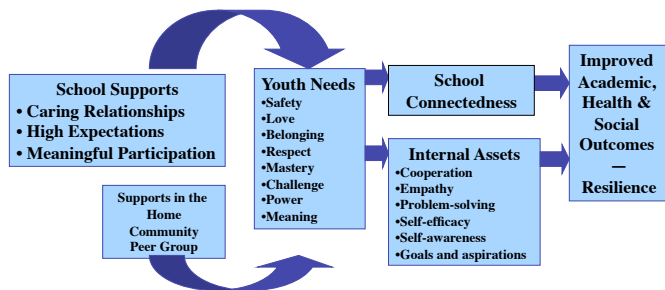 School Supports
• Caring Relationships
• High Expectations
• Meaningful Participation
Supports in the
Home
Community
Peer Group
Youth Needs
•Safety
•Love
•Belonging
•Respect
•Mastery
•Challenge
•Power
•Meaning
School
Connectedness
Internal Assets
•Cooperation
•Empathy
•Problem-solving
•Self-efficacy
•Self-awareness
•Goals and aspirations
Improved
Academic,
Health &
Social
Outcomes
—
Resilience